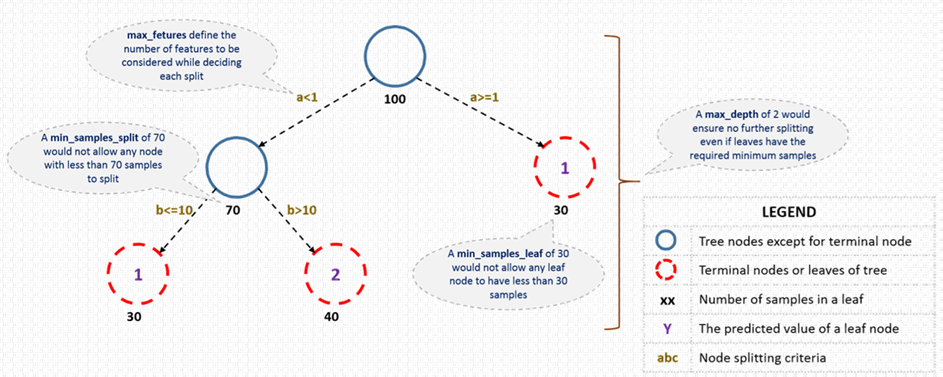 max_fetures define the
number of features to be
considered while deciding
each split
a<1
a>=1
100
A min_samples_split of 70
would not allow any node
with less than 70 samples
to split
1
A max_depth of 2 would
ensure no further splitting
even if leaves have the
required minimum samples
70
30
b<=10
b>10
1
2
30
40
A min_samples_leaf of 30
would not allow any leaf
node to have less than 30
samples
LEGEND
Tree nodes except for terminal node
Terminal nodes or leaves of tree
xx Number of samples in a leaf
Y The predicted value of a leaf node
abc Node splitting criteria